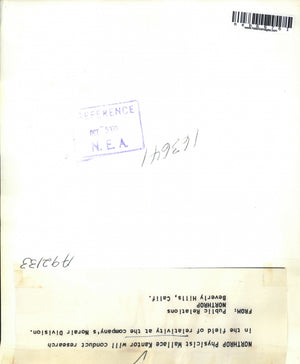 REFERENCE
N. E. A.
163641
A92133
NORTHROP Physicist Wallace Kantor will conduct research
in the field of relativity at the company's Norair Division.
FROM: Public Relations
NORTHROP
Beverly Hills, Calif.